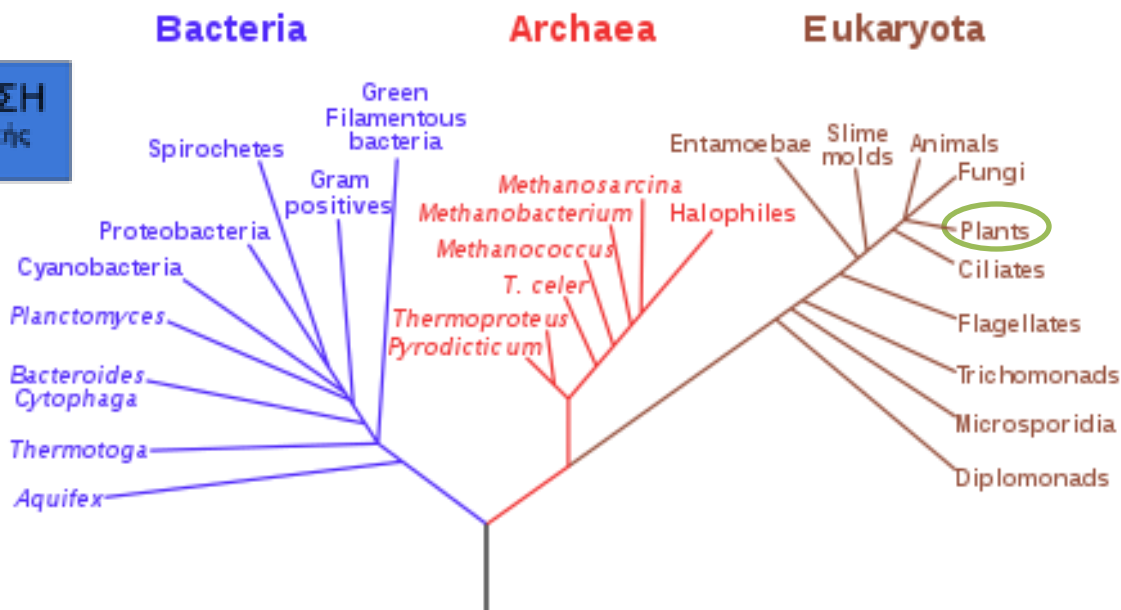 Bacteria
Archaea
Eukaryota
Green
Filamentous
bacteria
Spirochetes
Gram
positives
Proteobacteria
Cyanobacteria
Planctomyces
Bacteroides
Cytophaga
Thermotoga
Aquifex
Methanosarcina
Methanobacterium
Halophiles
Methanococcus
T. celer
Thermoproteus
Pyrodicticum
Entamoebae
Slime
molds
Animals
Fungi
Plants
Ciliates
Flagellates
Trichomonads
Microsporidia
Diplomonads